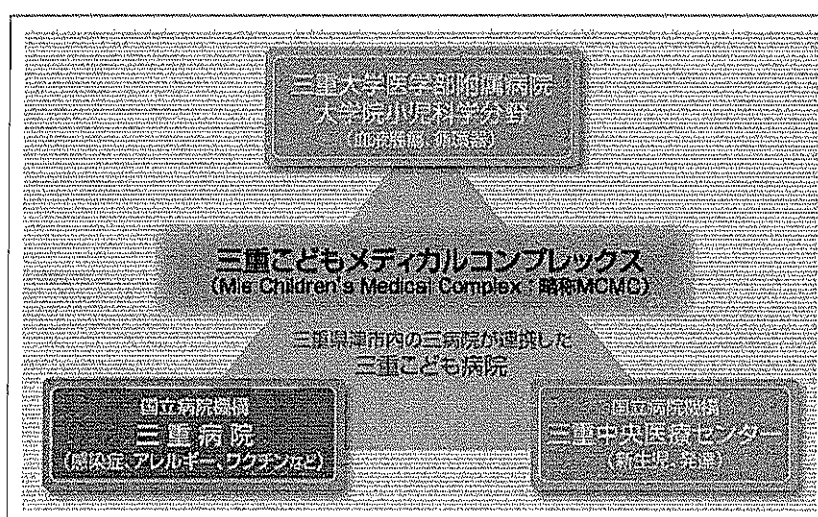 三重大学医学部附属病院
大学院小児科学分野
三重こどもメディカルコンプレックス
(Mie Children's Medical Complex：略称MCMC)
三重県津市内の三病院が連携した
三重こども病院
国立病院機構
三重病院
(感染症、アレルギー、ワクチンなど)
国立病院機構
三重中央医療センター
(新生児、発達)